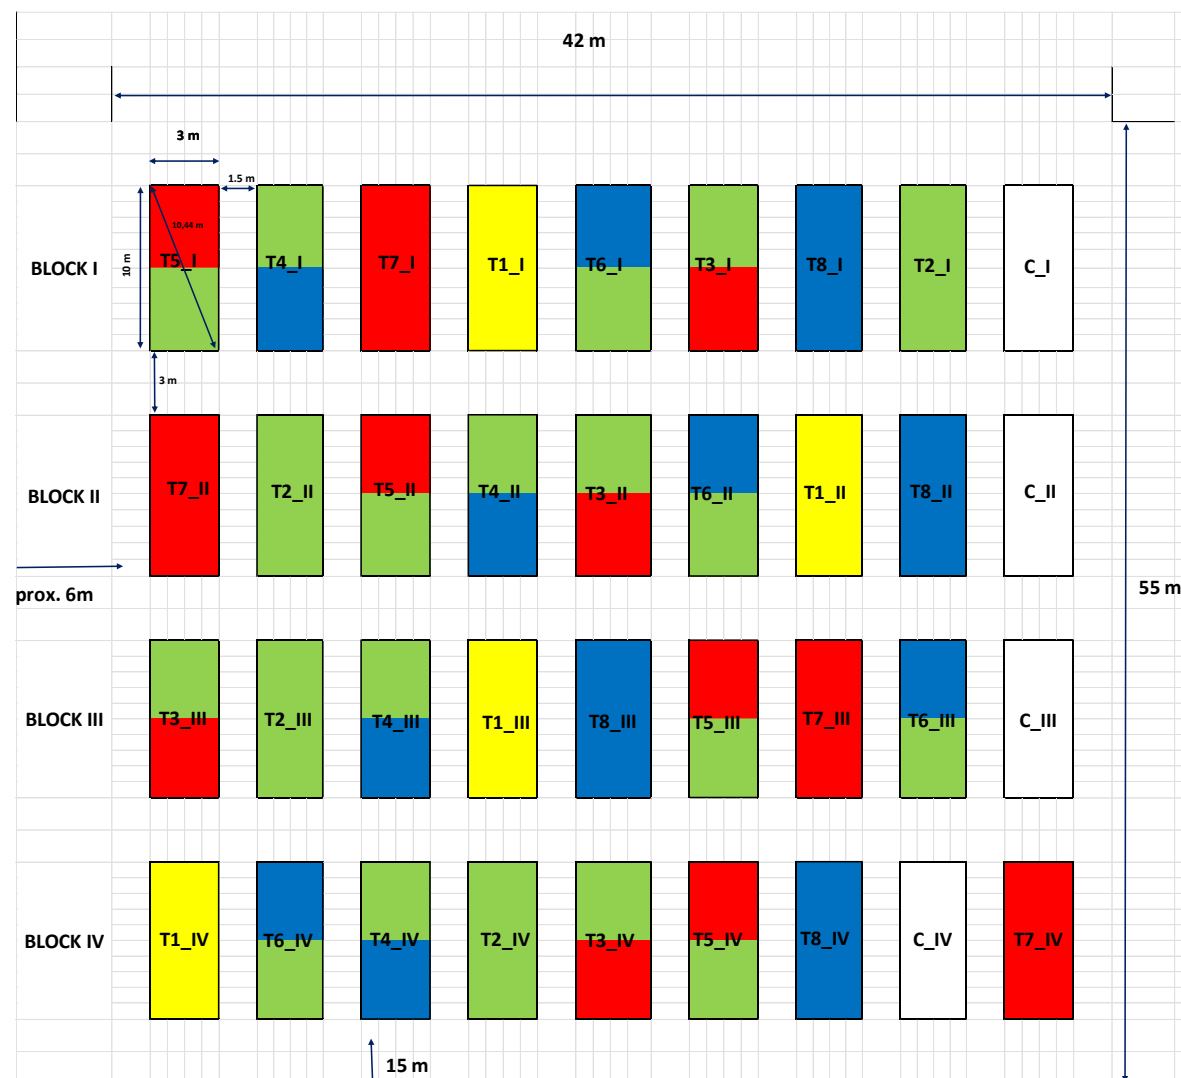 42 m
3 m
1.5 m
10,44 m
10 m
BLOCK I
T5_I
T4_I
T7_I
T1_I
T6_I
T3_I
T8_I
T2_I
C_I
3 m
BLOCK II
T7_II
T2_II
T5_II
T4_II
T3_II
T6_II
T1_II
T8_II
C_II
prox. 6m
55 m
BLOCK III
T3_III
T2_III
T4_III
T1_III
T8_III
T5_III
T7_III
T6_III
C_III
BLOCK IV
T1_IV
T6_IV
T4_IV
T2_IV
T3_IV
T5_IV
T8_IV
C_IV
T7_IV
15 m